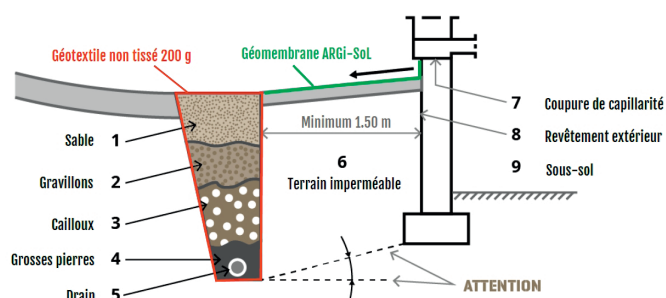 Géotextile non tissé 200 g
Géomembrane ARGi-SoL
7 Coupure de capillarité
Minimum 1.50 m
8 Revêtement extérieur
Sable 1
6
9 Sous-sol
Terrain imperméable
Gravillons 2
Cailloux 3
Grosses pierres 4
ATTENTION
Drain 5